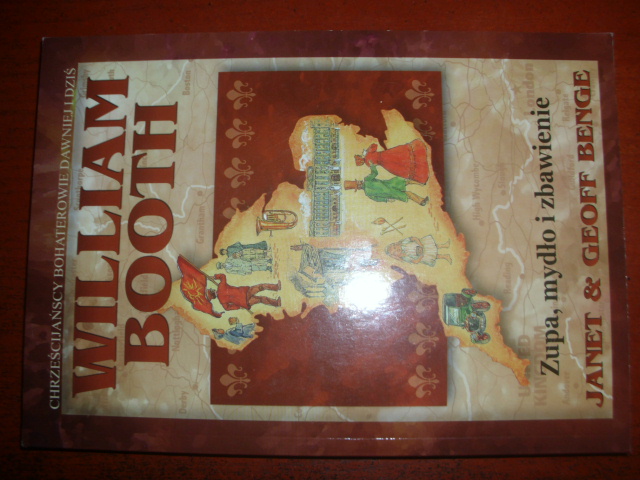 CHRZEŚCIJAŃSCY BOHATEROWIE DAWNIEJ I DZIŚ
WILLIAM
BOOTH
Zupa, mydło i zbawienie
JANET & GEOFF BENGE